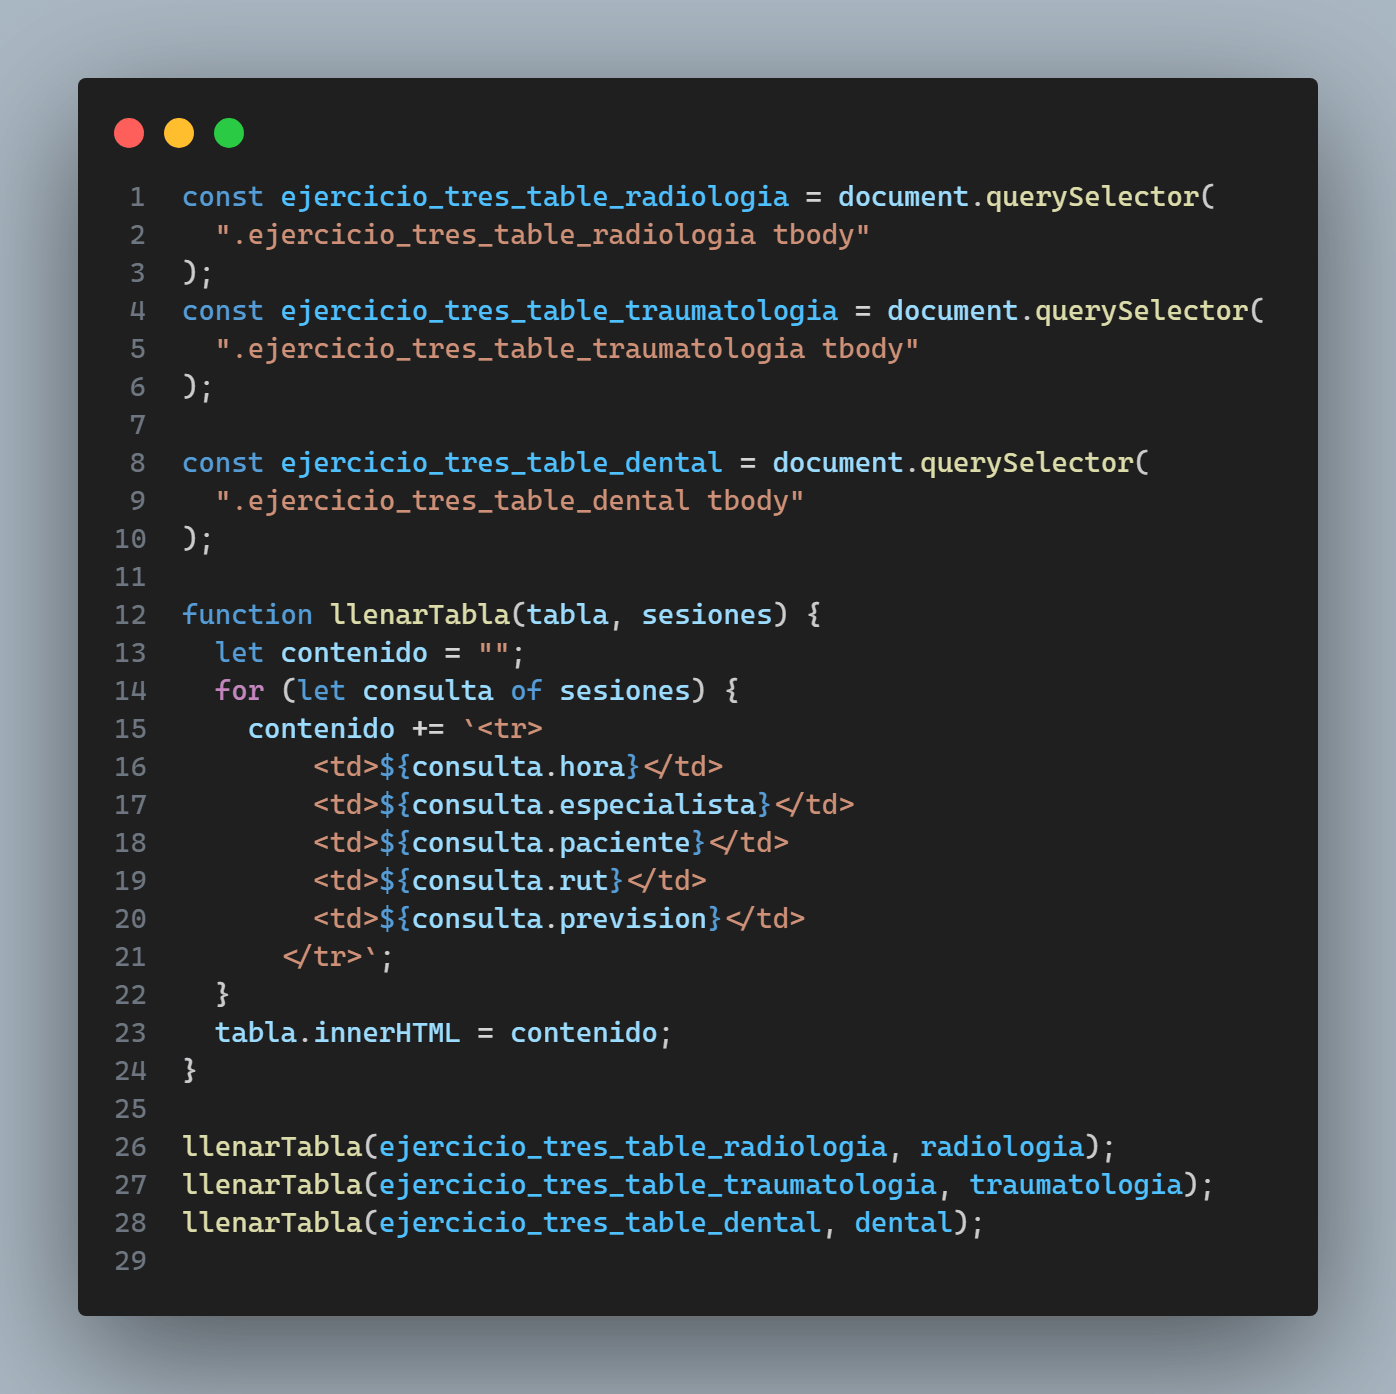 1 const ejercicio_tres_table_radiologia = document.querySelector(
2   ".ejercicio_tres_table_radiologia tbody"
3 );
4 const ejercicio_tres_table_traumatologia = document.querySelector(
5   ".ejercicio_tres_table_traumatologia tbody"
6 );
7
8 const ejercicio_tres_table_dental = document.querySelector(
9   ".ejercicio_tres_table_dental tbody"
10 );
11
12 function llenarTabla(tabla, sesiones) {
13   let contenido = "";
14   for (let consulta of sesiones) {
15     contenido += `<tr>
16         <td>${consulta.hora}</td>
17         <td>${consulta.especialista}</td>
18         <td>${consulta.paciente}</td>
19         <td>${consulta.rut}</td>
20         <td>${consulta.prevision}</td>
21       </tr>`;
22   }
23   tabla.innerHTML = contenido;
24 }
25
26 llenarTabla(ejercicio_tres_table_radiologia, radiologia);
27 llenarTabla(ejercicio_tres_table_traumatologia, traumatologia);
28 llenarTabla(ejercicio_tres_table_dental, dental);
29